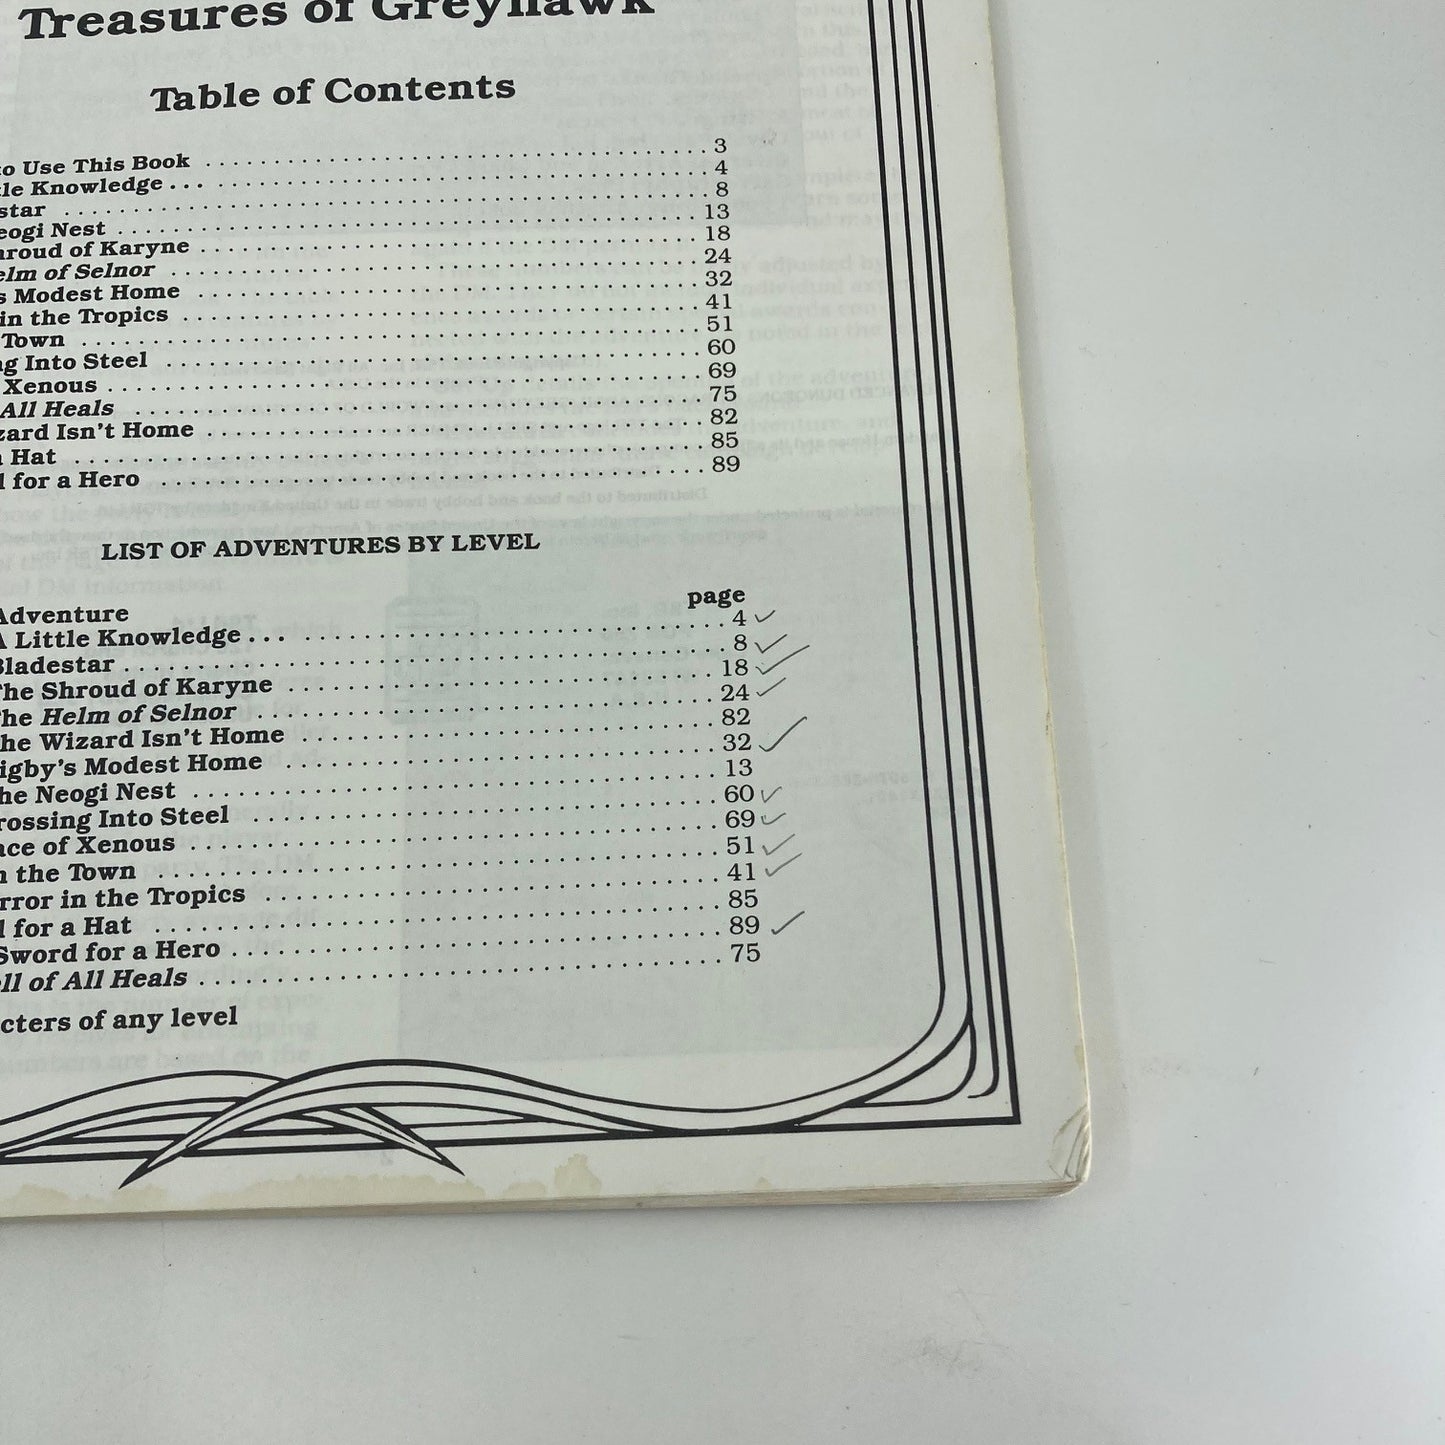 Treasures of Greyhawk
Table of Contents
to Use This Book 3
tle Knowledge... 4
star 8
eogi Nest 13
hroud of Karyne 18
elm of Selnor 24
s Modest Home 32
in the Tropics 41
Town 51
ng Into Steel 60
Xenous 69
All Heals 75
zard Isn't Home 82
Hat 85
for a Hero 89
LIST OF ADVENTURES BY LEVEL
Adventure page
A Little Knowledge... 4
Bladestar 8
The Shroud of Karyne 18
The Helm of Selnor 24
he Wizard Isn't Home 82
igby's Modest Home 32
he Neogi Nest 13
rossing Into Steel 60
ace of Xenous 69
n the Town 51
rror in the Tropics 41
l for a Hat 85
Sword for a Hero 89
ll of All Heals 75
cters of any level